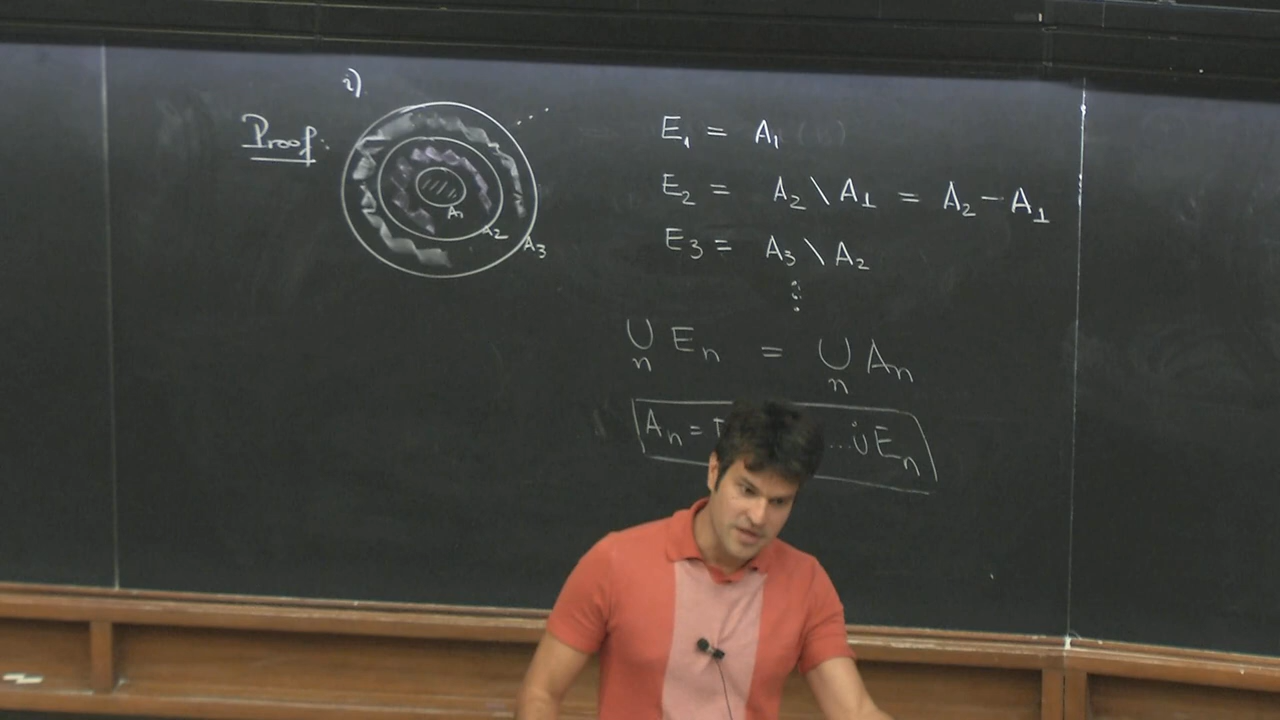 i)
Proof:
A₁
A₂
A₃
E₁ = A₁
E₂ = A₂ \ A₁ = A₂ − A₁
E₃ = A₃ \ A₂
⋮
⋃ₙ Eₙ = ⋃ₙ Aₙ
Aₙ = ... ∪̇ Eₙ